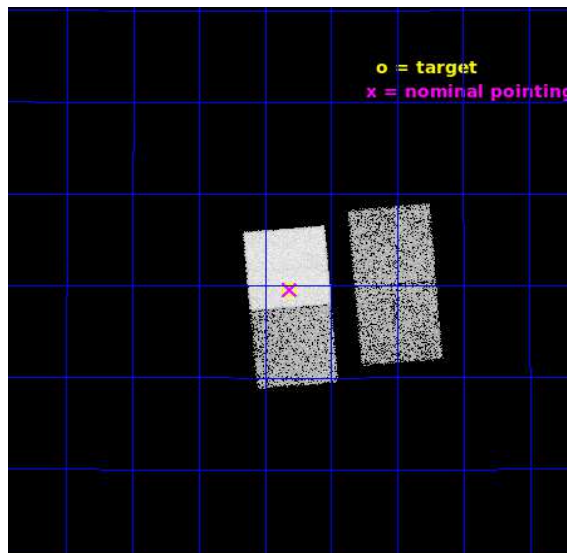 o = target
x = nominal pointing